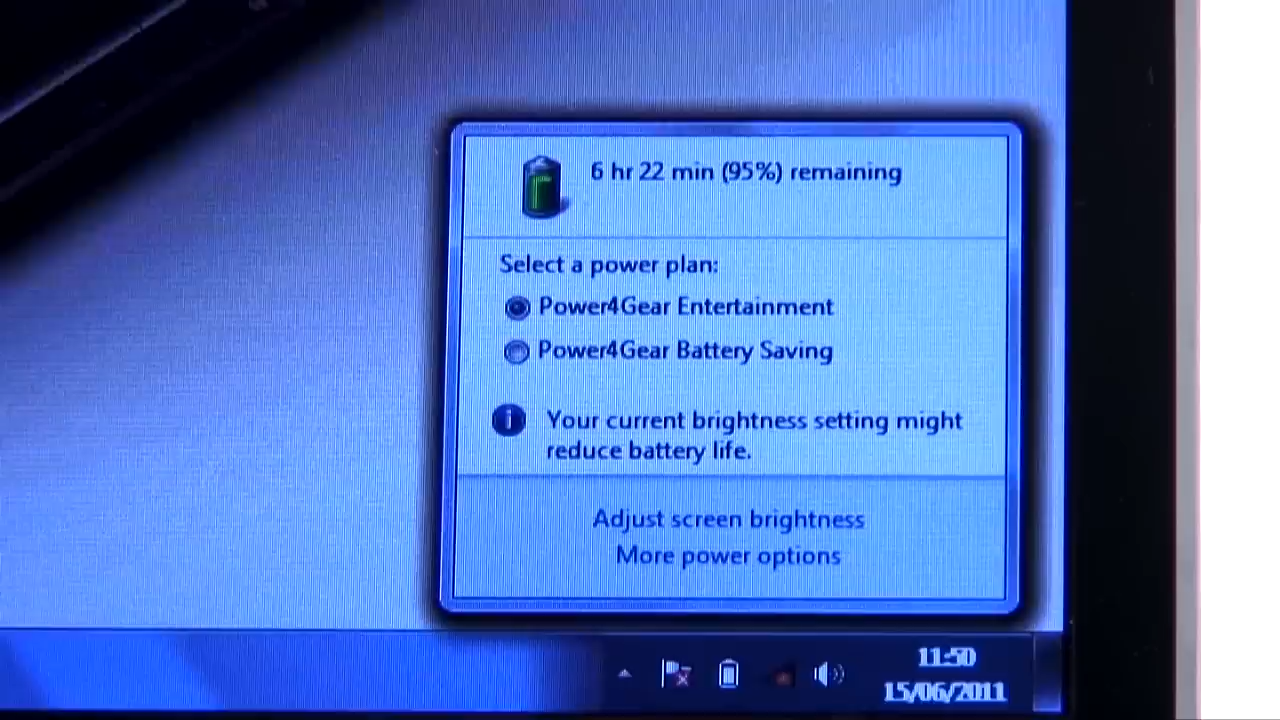 6 hr 22 min (95%) remaining
Select a power plan:
Power4Gear Entertainment
Power4Gear Battery Saving
i Your current brightness setting might
reduce battery life.
Adjust screen brightness
More power options
11:50
15/06/2011